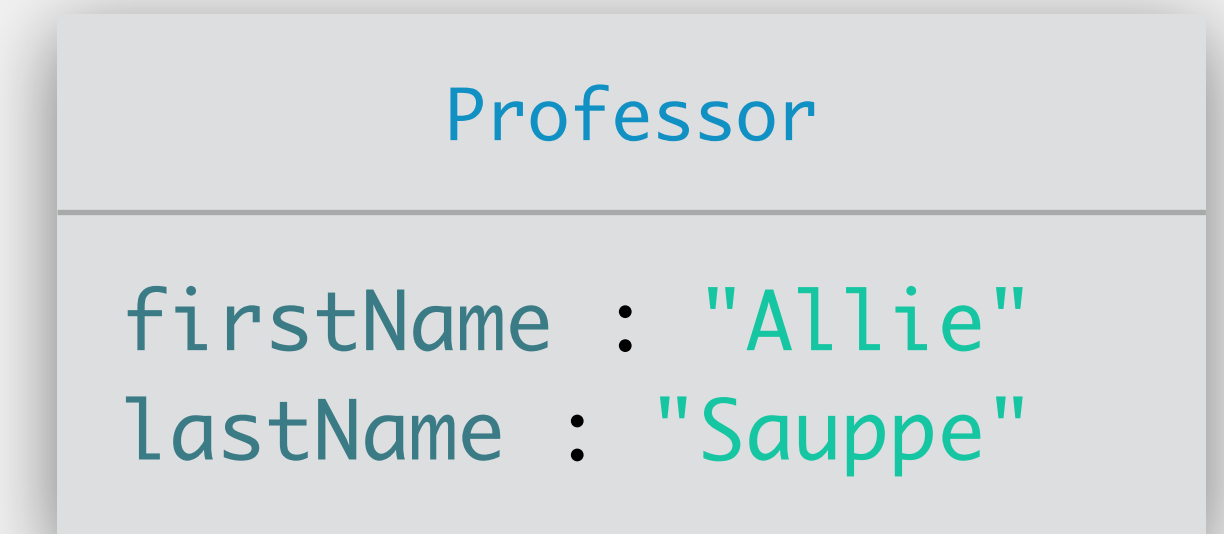 Professor
firstName : "Allie"
lastName : "Sauppe"